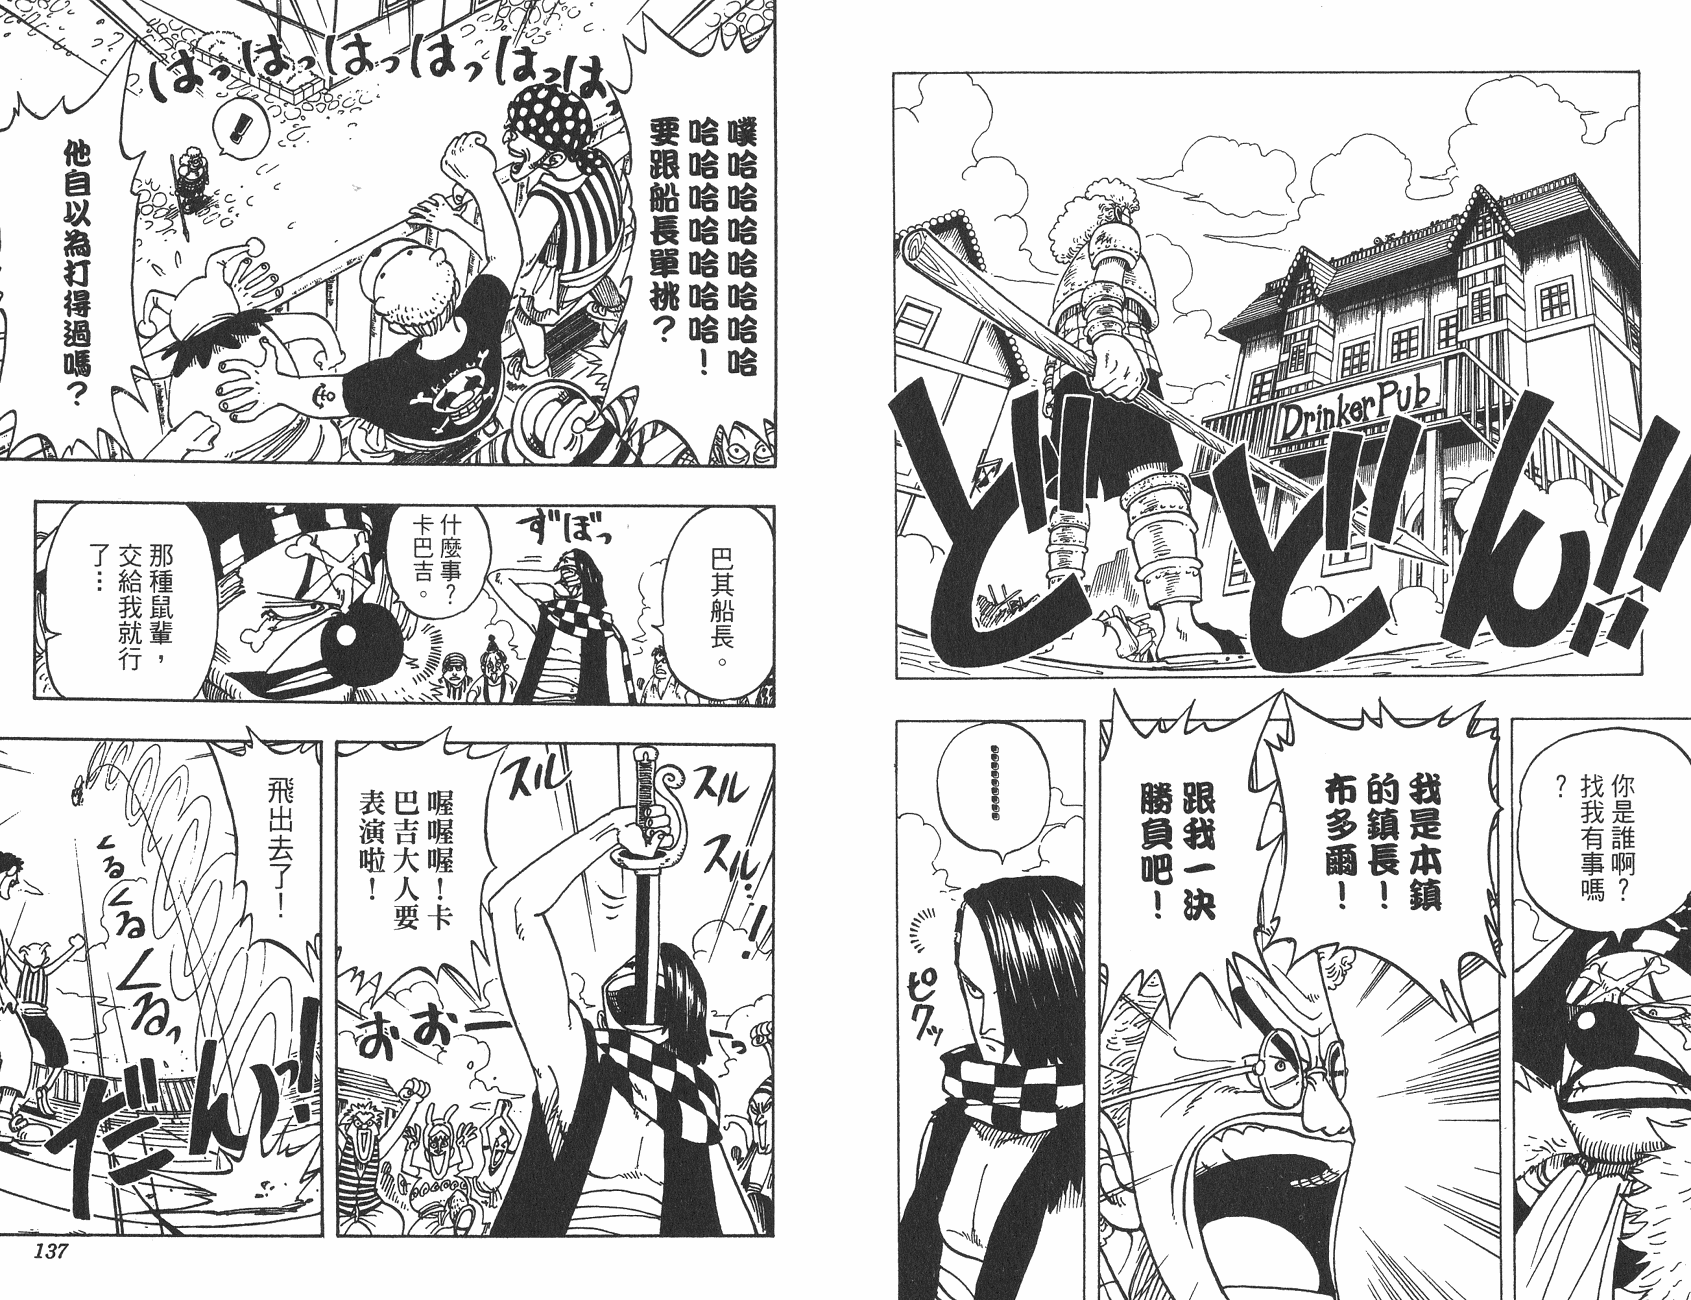 Drinker Pub
どどん!!
你是誰啊？
找我有事嗎
？
我是本鎮
的鎮長！
布多爾！
跟我一決
勝負吧！
ピクッ
はっはっはっはっはっは
噗哈哈哈哈哈哈哈
哈哈哈哈哈哈哈！
要跟船長單挑？
!
他自以為打得過嗎？
巴其船長。
ずぼっ
什麼事？
卡巴吉。
那種鼠輩，
交給我就行
了…
スル
スル
スル…!
喔喔喔！卡
巴吉大人要
表演啦！
おおーーっ
飛出去了！
くるくるくるっ
だんっ!
137